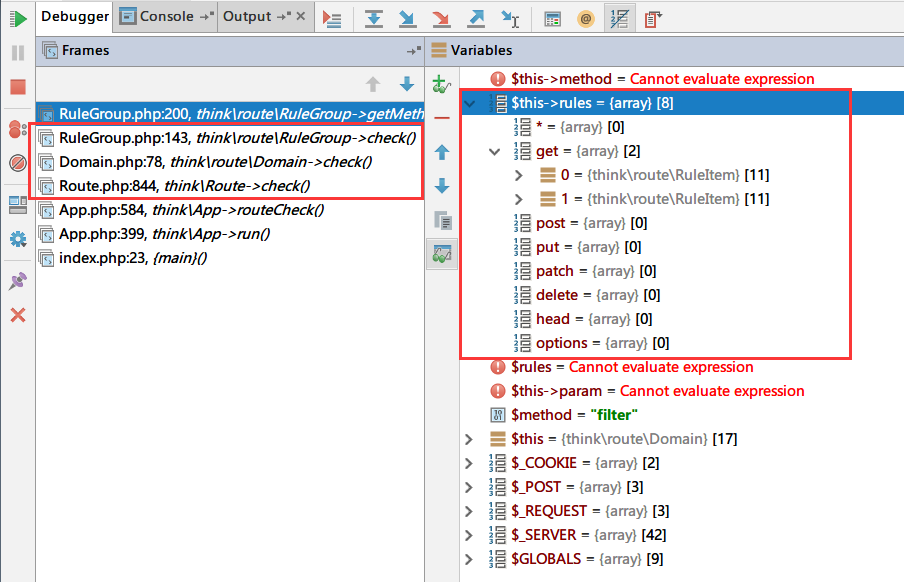 Debugger Console Output
Frames
RuleGroup.php:200, think\route\RuleGroup->getMeth
RuleGroup.php:143, think\route\RuleGroup->check()
Domain.php:78, think\route\Domain->check()
Route.php:844, think\Route->check()
App.php:584, think\App->routeCheck()
App.php:399, think\App->run()
index.php:23, {main}()
Variables
$this->method = Cannot evaluate expression
$this->rules = {array} [8]
* = {array} [0]
get = {array} [2]
0 = {think\route\RuleItem} [11]
1 = {think\route\RuleItem} [11]
post = {array} [0]
put = {array} [0]
patch = {array} [0]
delete = {array} [0]
head = {array} [0]
options = {array} [0]
$rules = Cannot evaluate expression
$this->param = Cannot evaluate expression
$method = "filter"
$this = {think\route\Domain} [17]
$_COOKIE = {array} [2]
$_POST = {array} [3]
$_REQUEST = {array} [3]
$_SERVER = {array} [42]
$GLOBALS = {array} [9]